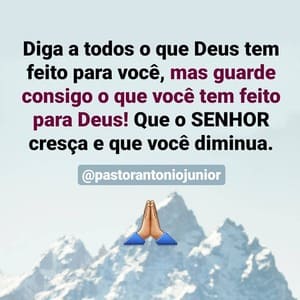 Diga a todos o que Deus tem
feito para você, mas guarde
consigo o que você tem feito
para Deus! Que o SENHOR
cresça e que você diminua.
@pastorantoniojunior